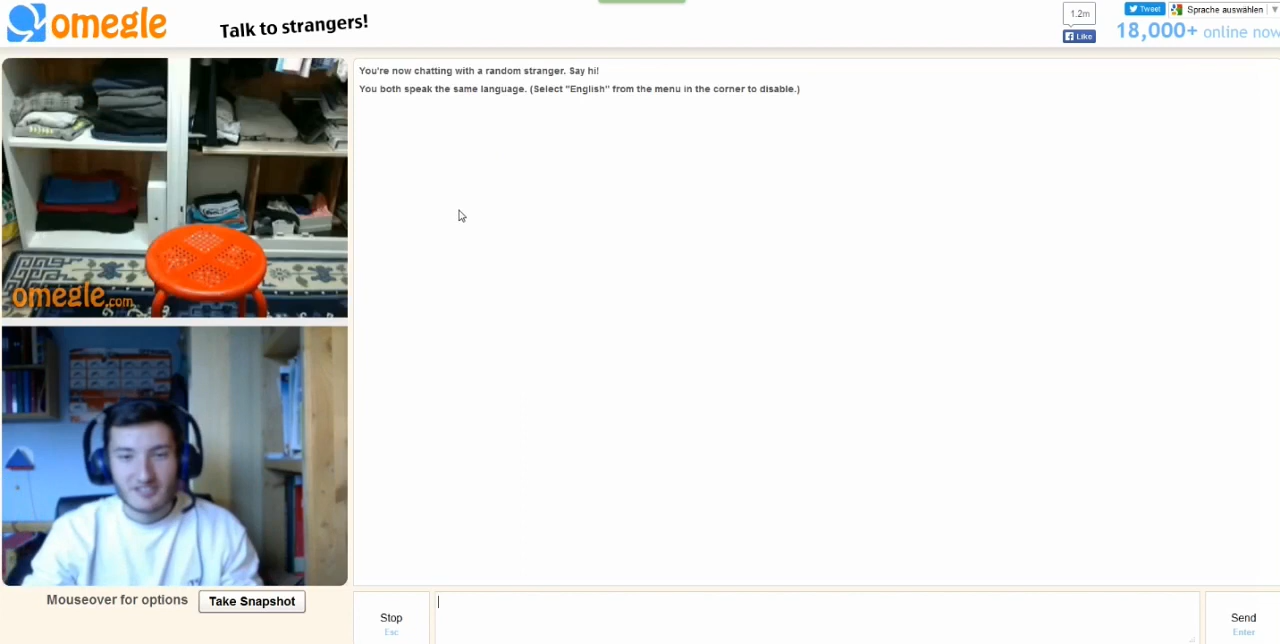 omegle
Talk to strangers!
1.2m
Like
Tweet
Sprache auswählen
18,000+ online now
You're now chatting with a random stranger. Say hi!
You both speak the same language. (Select "English" from the menu in the corner to disable.)
omegle.com
Mouseover for options
Take Snapshot
Stop
Esc
Send
Enter